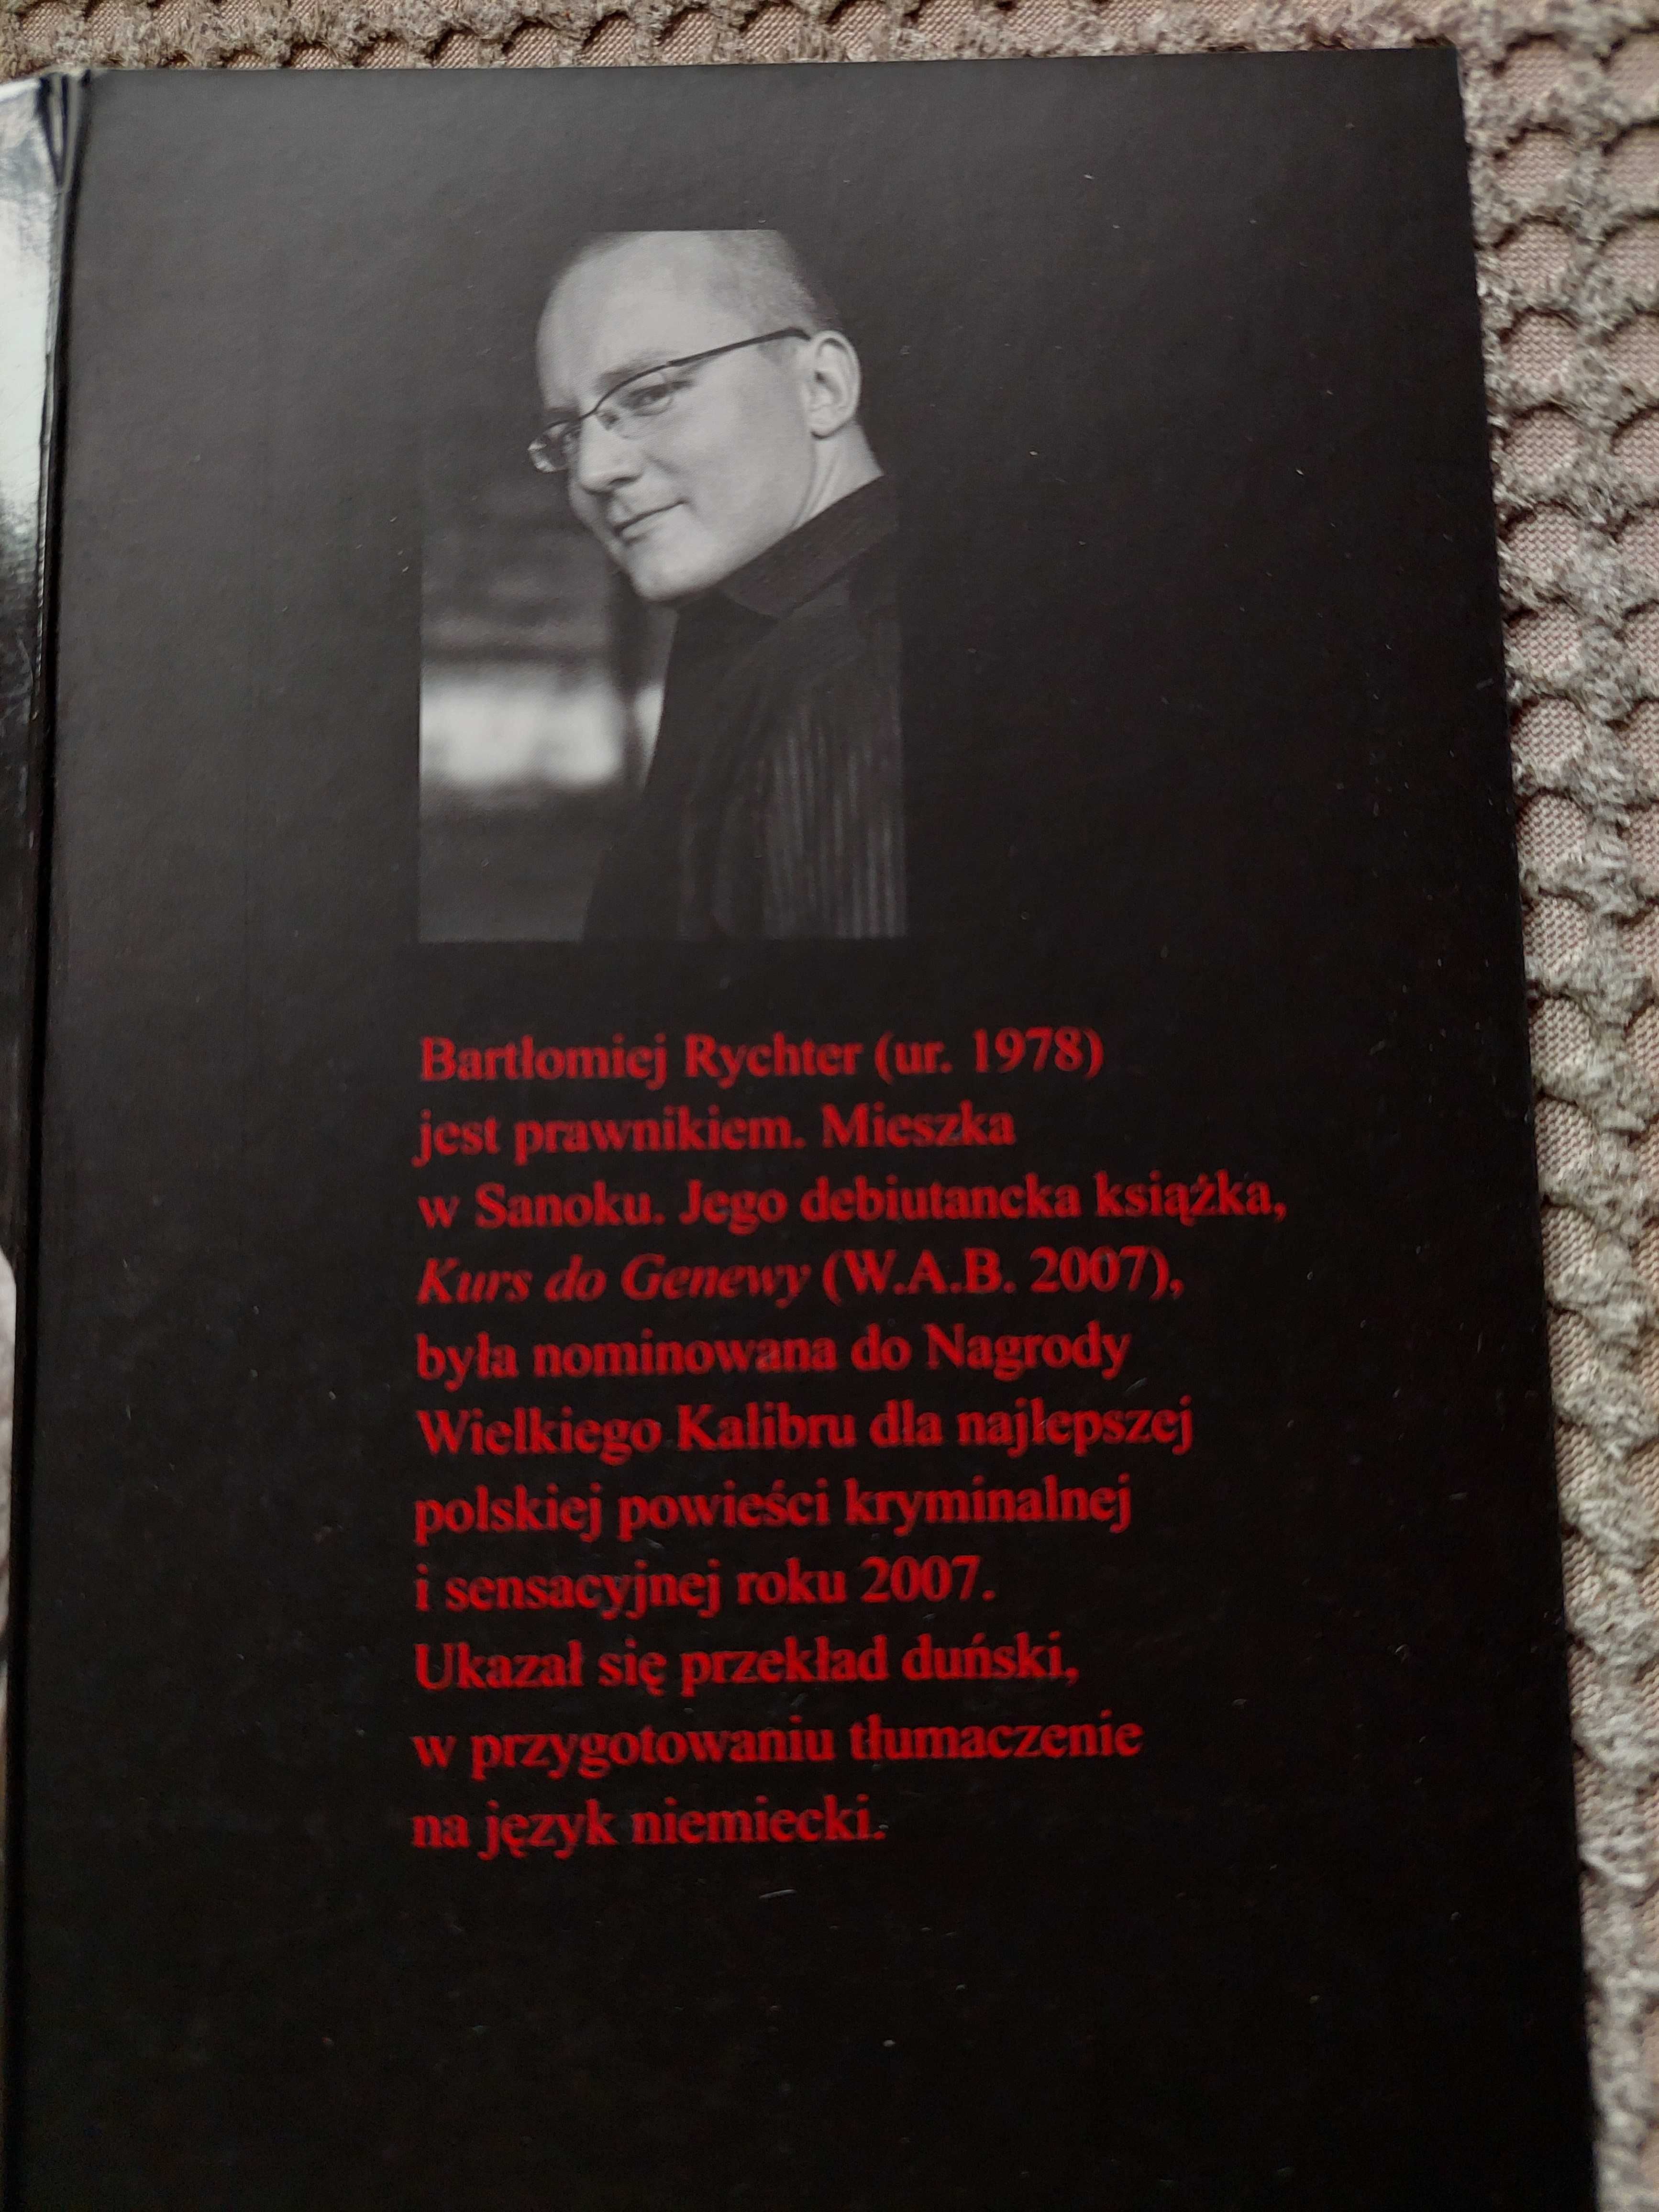 Bartłomiej Rychter (ur. 1978)
jest prawnikiem. Mieszka
w Sanoku. Jego debiutancka książka,
Kurs do Genewy (W.A.B. 2007),
była nominowana do Nagrody
Wielkiego Kalibru dla najlepszej
polskiej powieści kryminalnej
i sensacyjnej roku 2007.
Ukazał się przekład duński,
w przygotowaniu tłumaczenie
na język niemiecki.